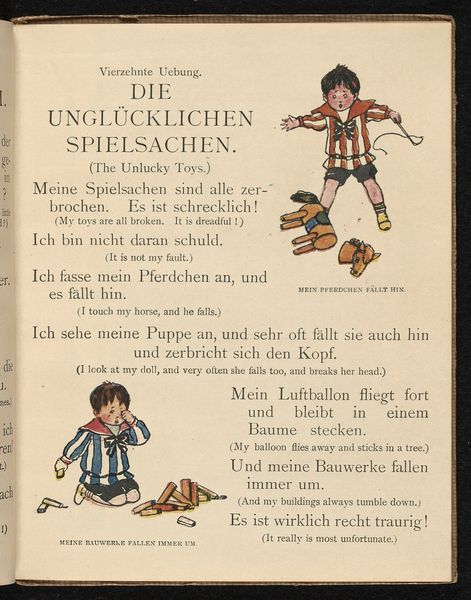 Vierzehnte Uebung.
DIE
UNGLÜCKLICHEN
SPIELSACHEN.
(The Unlucky Toys.)
Meine Spielsachen sind alle zer-
brochen. Es ist schrecklich!
(My toys are all broken. It is dreadful!)
Ich bin nicht daran schuld.
(It is not my fault.)
Ich fasse mein Pferdchen an, und
es fällt hin.
(I touch my horse, and he falls.)
MEIN PFERDCHEN FÄLLT HIN.
Ich sehe meine Puppe an, und sehr oft fällt sie auch hin
und zerbricht sich den Kopf.
(I look at my doll, and very often she falls too, and breaks her head.)
Mein Luftballon fliegt fort
und bleibt in einem
Baume stecken.
(My balloon flies away and sticks in a tree.)
Und meine Bauwerke fallen
immer um.
(And my buildings always tumble down.)
Es ist wirklich recht traurig!
(It really is most unfortunate.)
MEINE BAUWERKE FALLEN IMMER UM.